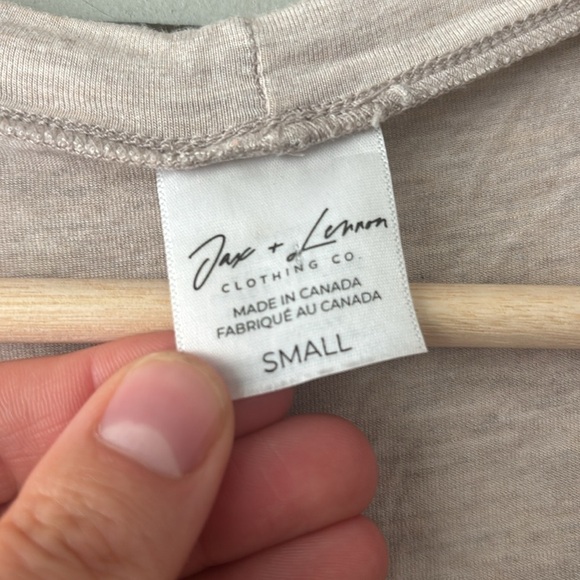 Jax + Lennon
CLOTHING CO.
MADE IN CANADA
FABRIQUÉ AU CANADA
SMALL